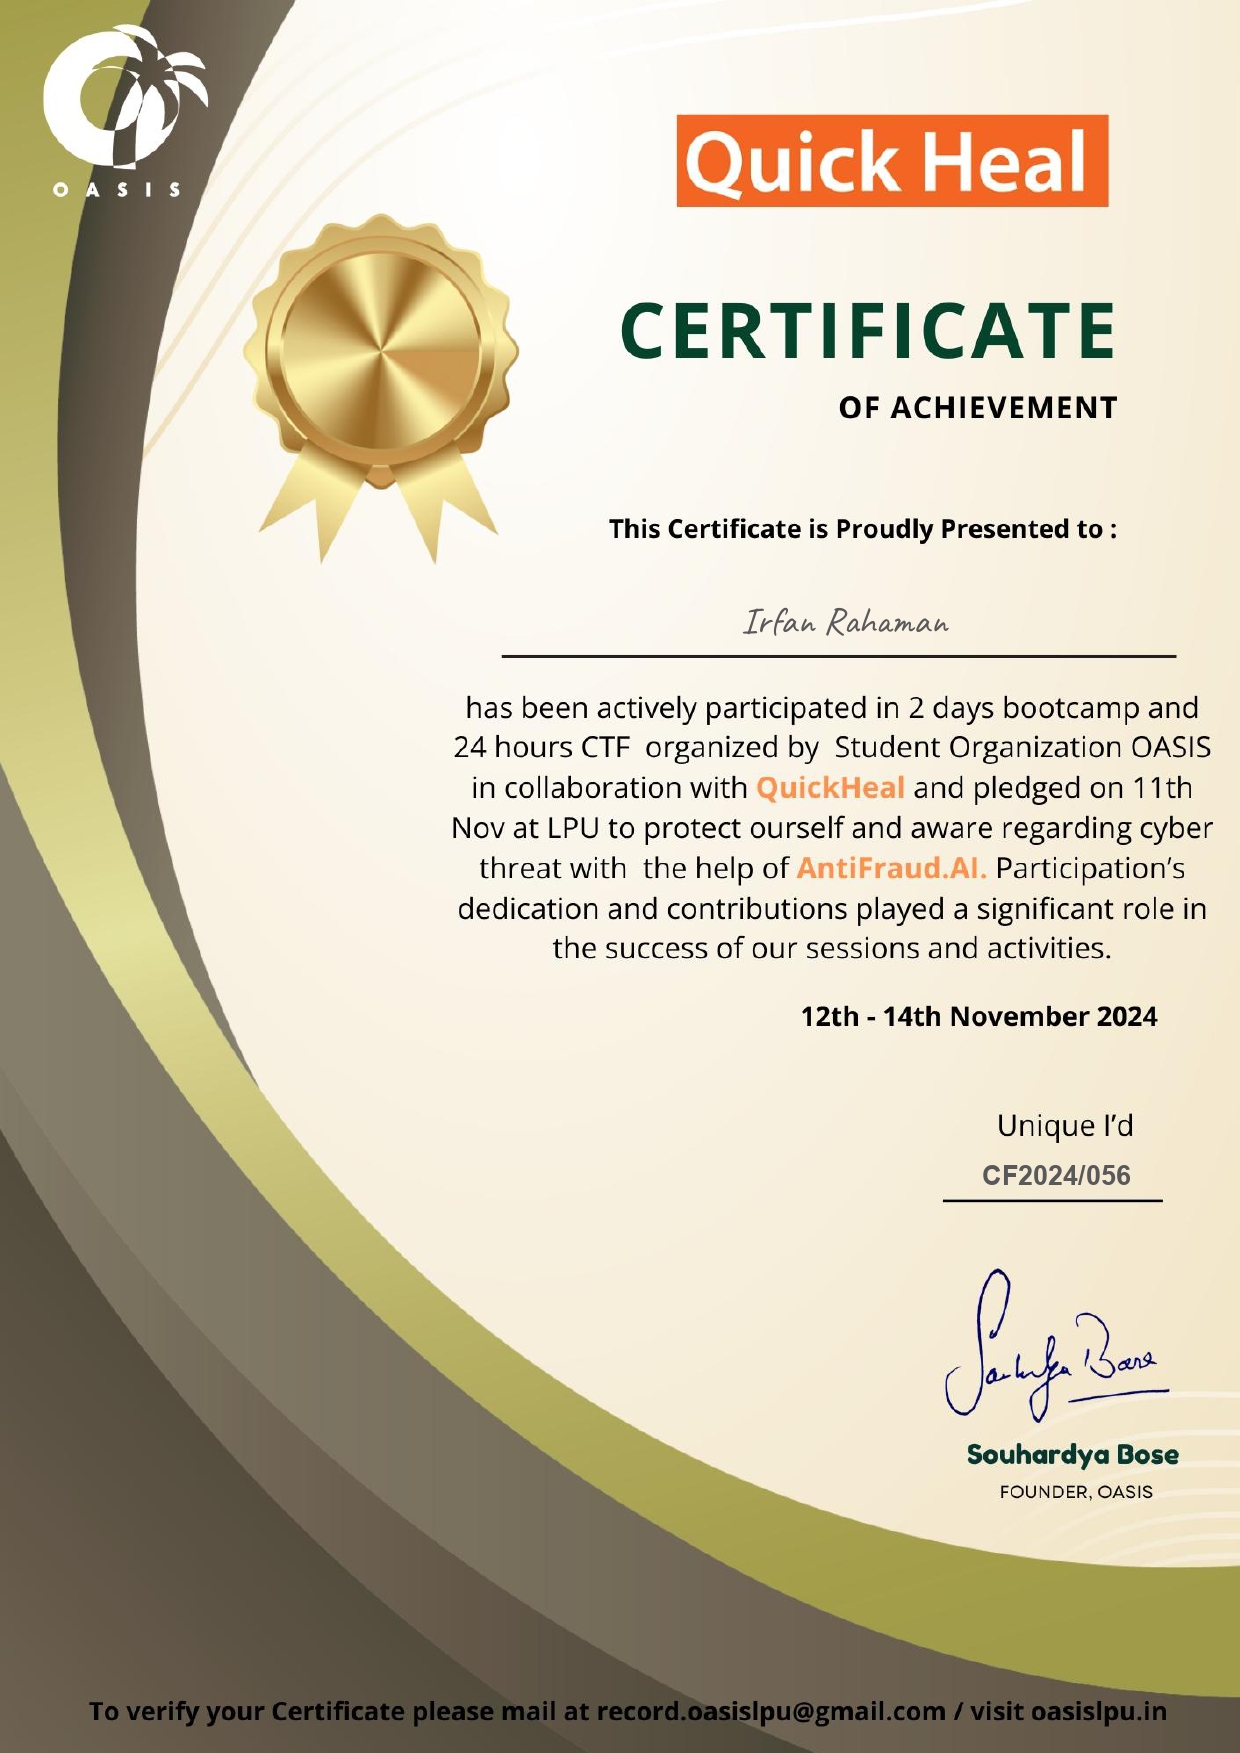 OASIS
Quick Heal
CERTIFICATE
OF ACHIEVEMENT
This Certificate is Proudly Presented to :
Irfan Rahaman
has been actively participated in 2 days bootcamp and
24 hours CTF organized by Student Organization OASIS
in collaboration with QuickHeal and pledged on 11th
Nov at LPU to protect ourself and aware regarding cyber
threat with the help of AntiFraud.AI. Participation's
dedication and contributions played a significant role in
the success of our sessions and activities.
12th - 14th November 2024
Unique I'd
CF2024/056
Souhardya Bose
Souhardya Bose
FOUNDER, OASIS
To verify your Certificate please mail at record.oasislpu@gmail.com / visit oasislpu.in